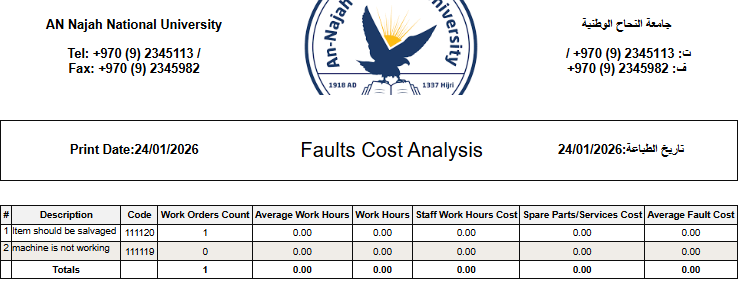 An Najah National University
Tel: +970 (9) 2345113 /
Fax: +970 (9) 2345982
An-Najah
University
1918 AD
1337 Hijri
جامعة النجاح الوطنية
ت: 2345113 (9) 970+ /
ف: 2345982 (9) 970+
Print Date:24/01/2026
Faults Cost Analysis
تاريخ الطباعة:24/01/2026
# Description Code Work Orders Count Average Work Hours Work Hours Staff Work Hours Cost Spare Parts/Services Cost Average Fault Cost
1 Item should be salvaged 111120 1 0.00 0.00 0.00 0.00 0.00
2 machine is not working 111119 0 0.00 0.00 0.00 0.00 0.00
Totals 1 0.00 0.00 0.00 0.00 0.00